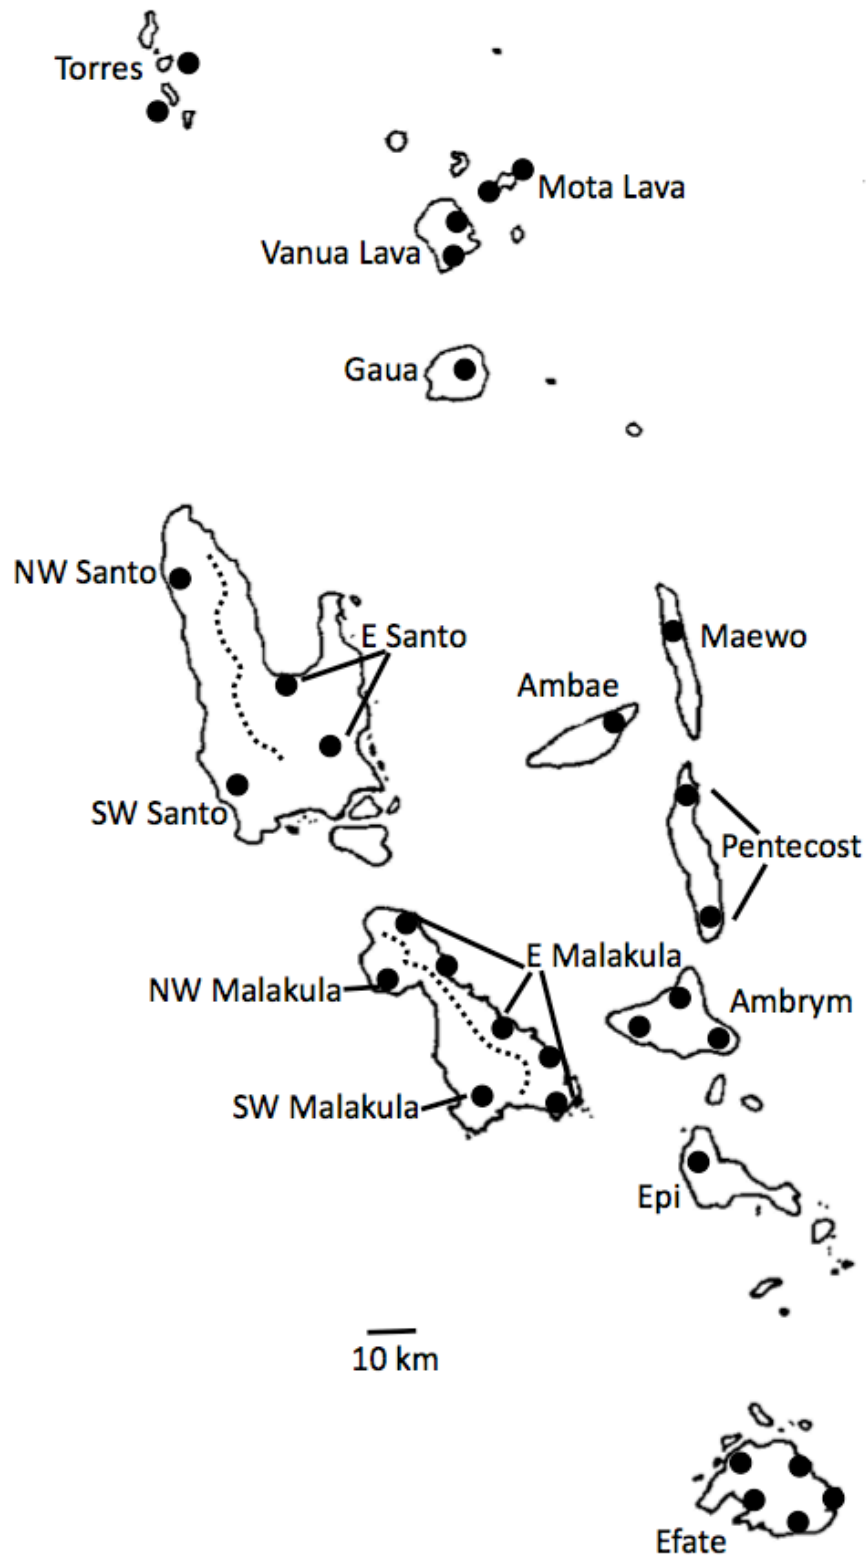 Torres
Mota Lava
Vanua Lava
Gaua
NW Santo
E Santo
Maewo
Ambae
SW Santo
Pentecost
E Malakula
NW Malakula
Ambrym
SW Malakula
Epi
10 km
Efate